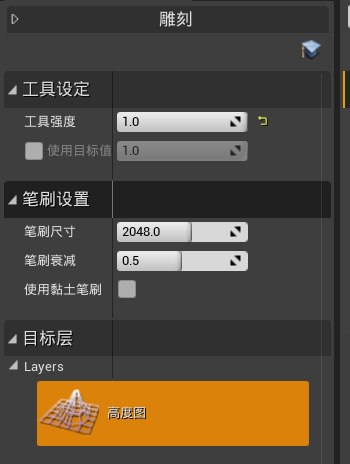 雕刻
工具设定
工具强度 1.0
使用目标值 1.0
笔刷设置
笔刷尺寸 2048.0
笔刷衰减 0.5
使用黏土笔刷
目标层
Layers
高度图